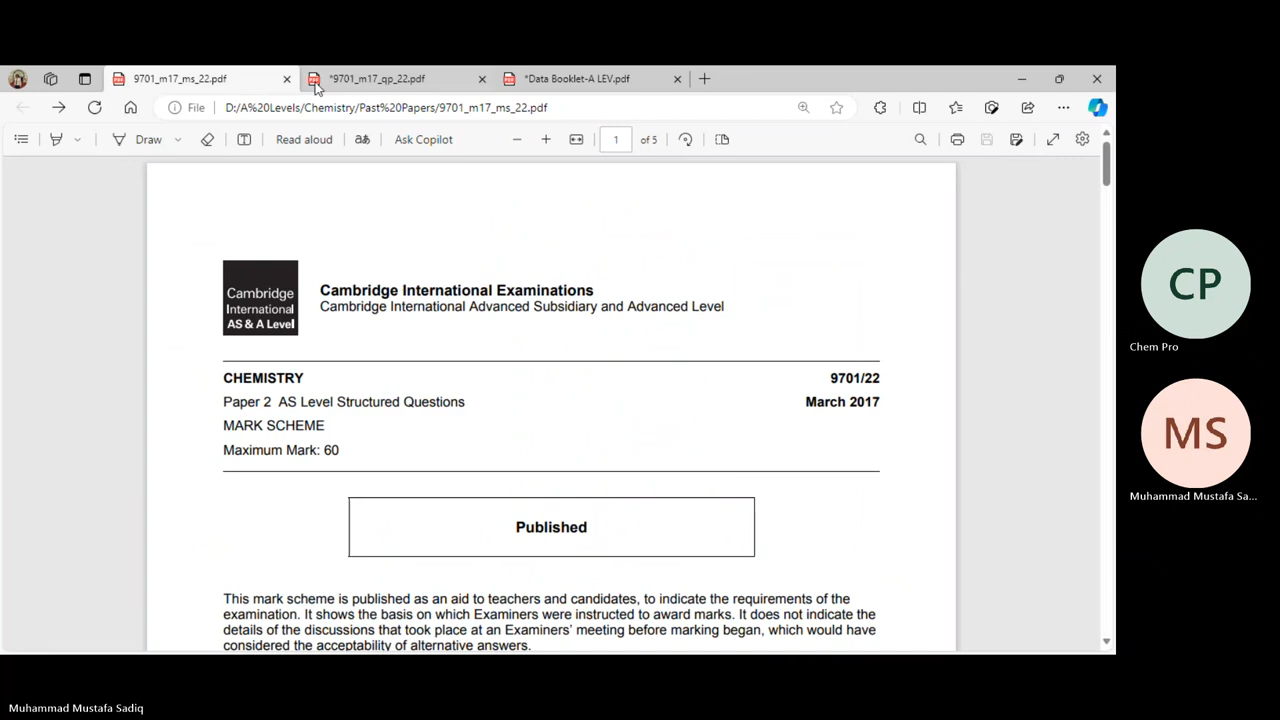 9701_m17_ms_22.pdf
*9701_m17_qp_22.pdf
*Data Booklet-A LEV.pdf
File
D:/A%20Levels/Chemistry/Past%20Papers/9701_m17_ms_22.pdf
Draw
Read aloud
Ask Copilot
1
of 5
Cambridge
International
AS & A Level
Cambridge International Examinations
Cambridge International Advanced Subsidiary and Advanced Level
CHEMISTRY 9701/22
Paper 2 AS Level Structured Questions March 2017
MARK SCHEME
Maximum Mark: 60
Published
This mark scheme is published as an aid to teachers and candidates, to indicate the requirements of the
examination. It shows the basis on which Examiners were instructed to award marks. It does not indicate the
details of the discussions that took place at an Examiners' meeting before marking began, which would have
considered the acceptability of alternative answers.
CP
Chem Pro
MS
Muhammad Mustafa Sa...
Muhammad Mustafa Sadiq